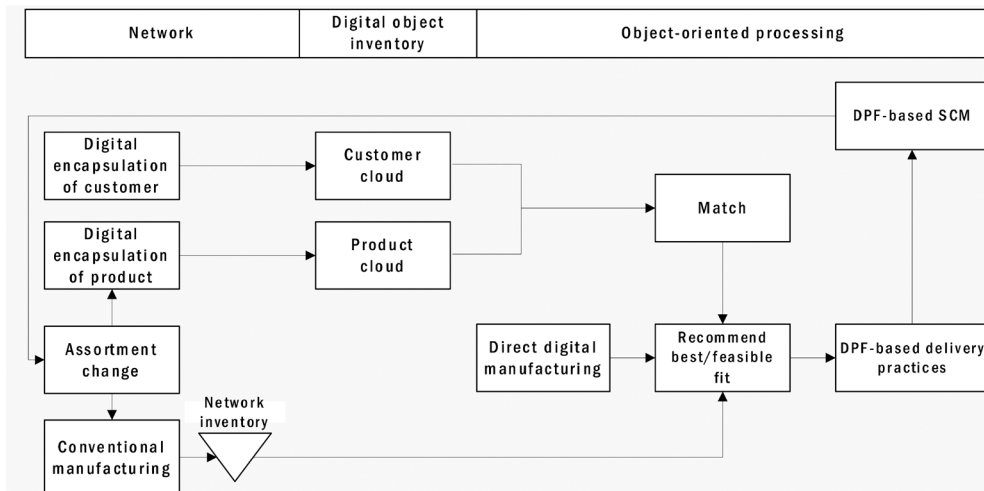 Network
Digital object
inventory
Object-oriented processing
DPF-based SCM
Digital
encapsulation
of customer
Customer
cloud
Match
Digital
encapsulation
of product
Product
cloud
Assortment
change
Direct digital
manufacturing
Recommend
best/feasible
fit
DPF-based delivery
practices
Network
inventory
Conventional
manufacturing